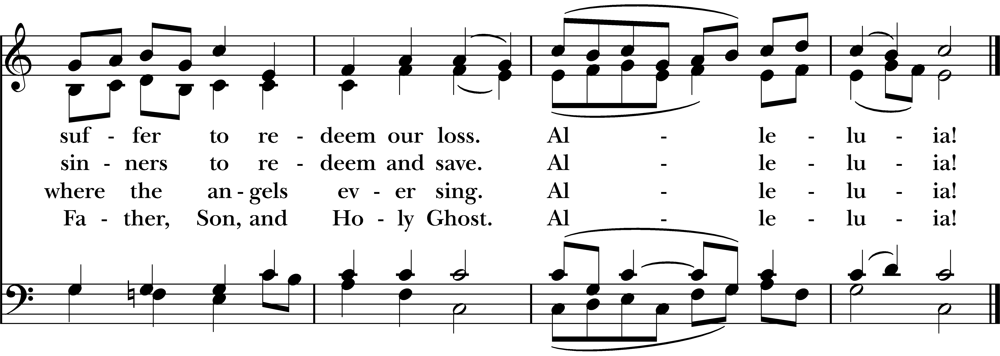 suf - fer to re - deem our loss. Al - le - lu - ia!
sin - ners to re - deem and save. Al - le - lu - ia!
where the an - gels ev - er sing. Al - le - lu - ia!
Fa - ther, Son, and Ho - ly Ghost. Al - le - lu - ia!